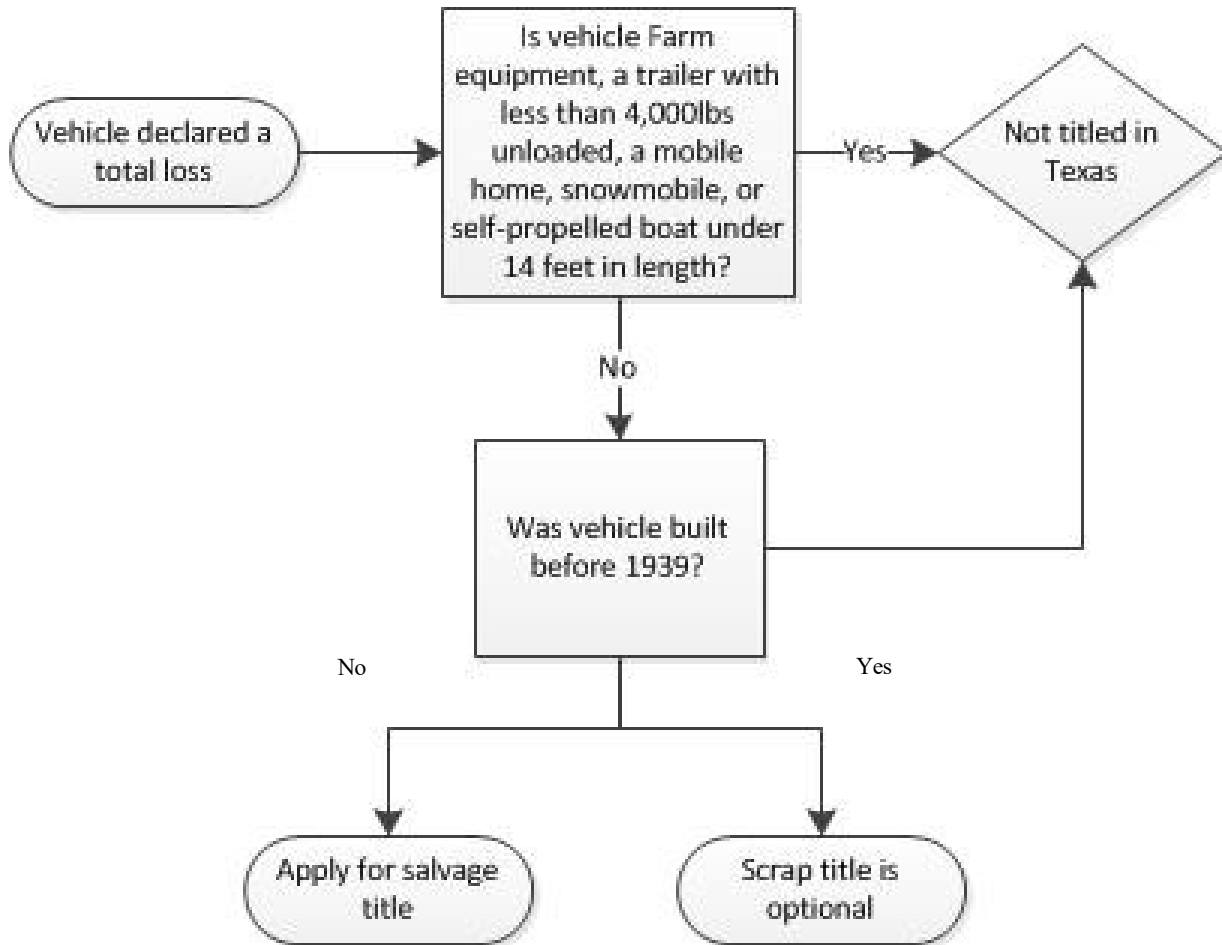 Vehicle declared a
total loss
Is vehicle Farm
equipment, a trailer with
less than 4,000lbs
unloaded, a mobile
home, snowmobile, or
self-propelled boat under
14 feet in length?
Yes
Not titled in
Texas
No
Was vehicle built
before 1939?
No
Yes
Apply for salvage
title
Scrap title is
optional